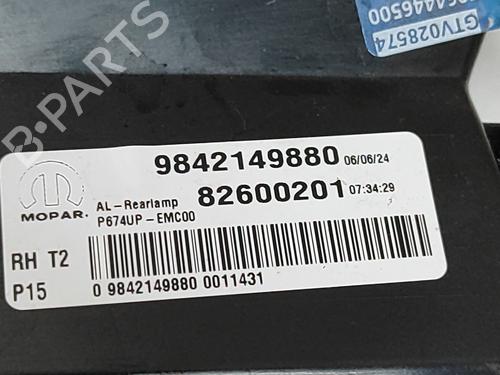 GTV028574
9842149880 06/06/24
AL-Rearlamp 82600201 07:34:29
MOPAR. P674UP-EMC00
RH T2
P15 0 9842149880 0011431
B-PARTS